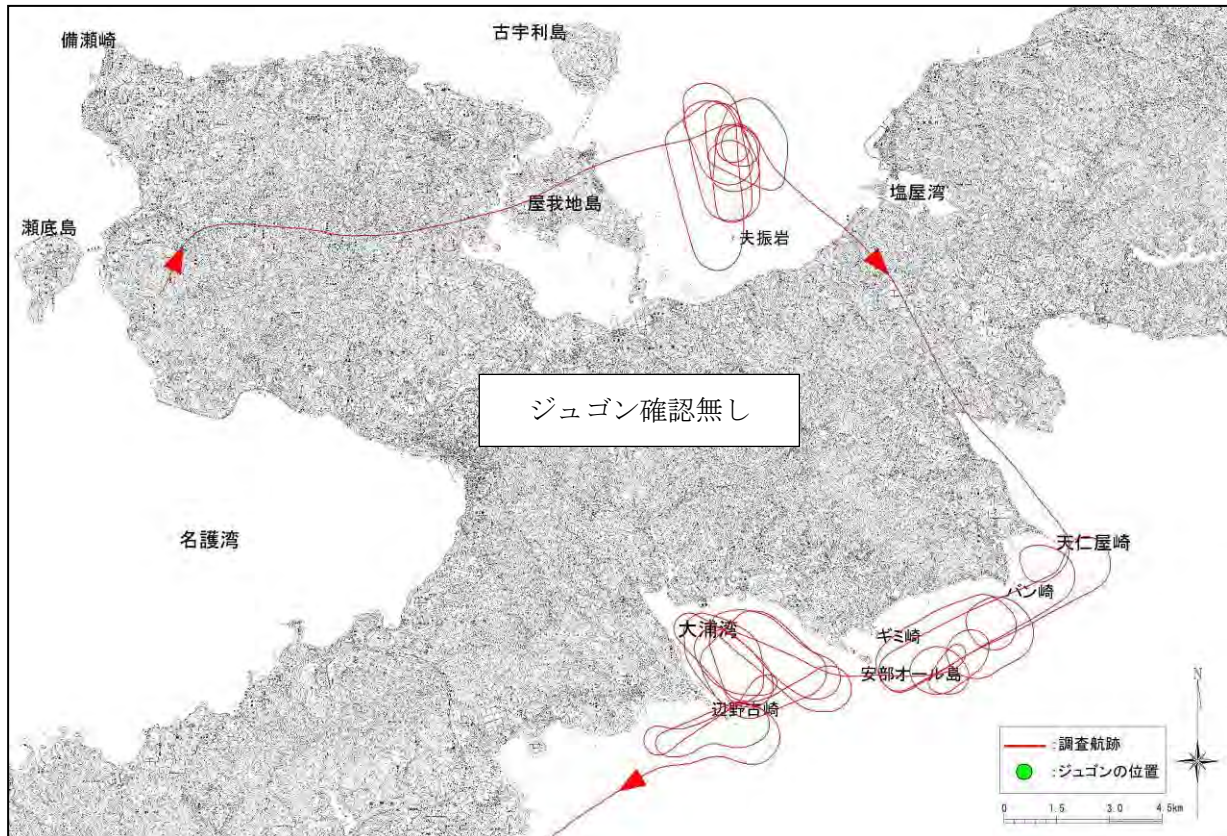 備瀬崎
古宇利島
塩屋湾
屋我地島
瀬底島
夫振岩
ジュゴン確認無し
名護湾
天仁屋崎
バン崎
大浦湾
ギミ崎
安部オール島
辺野古崎
N
:調査航跡
:ジュゴンの位置
0 1.5 3.0 4.5km